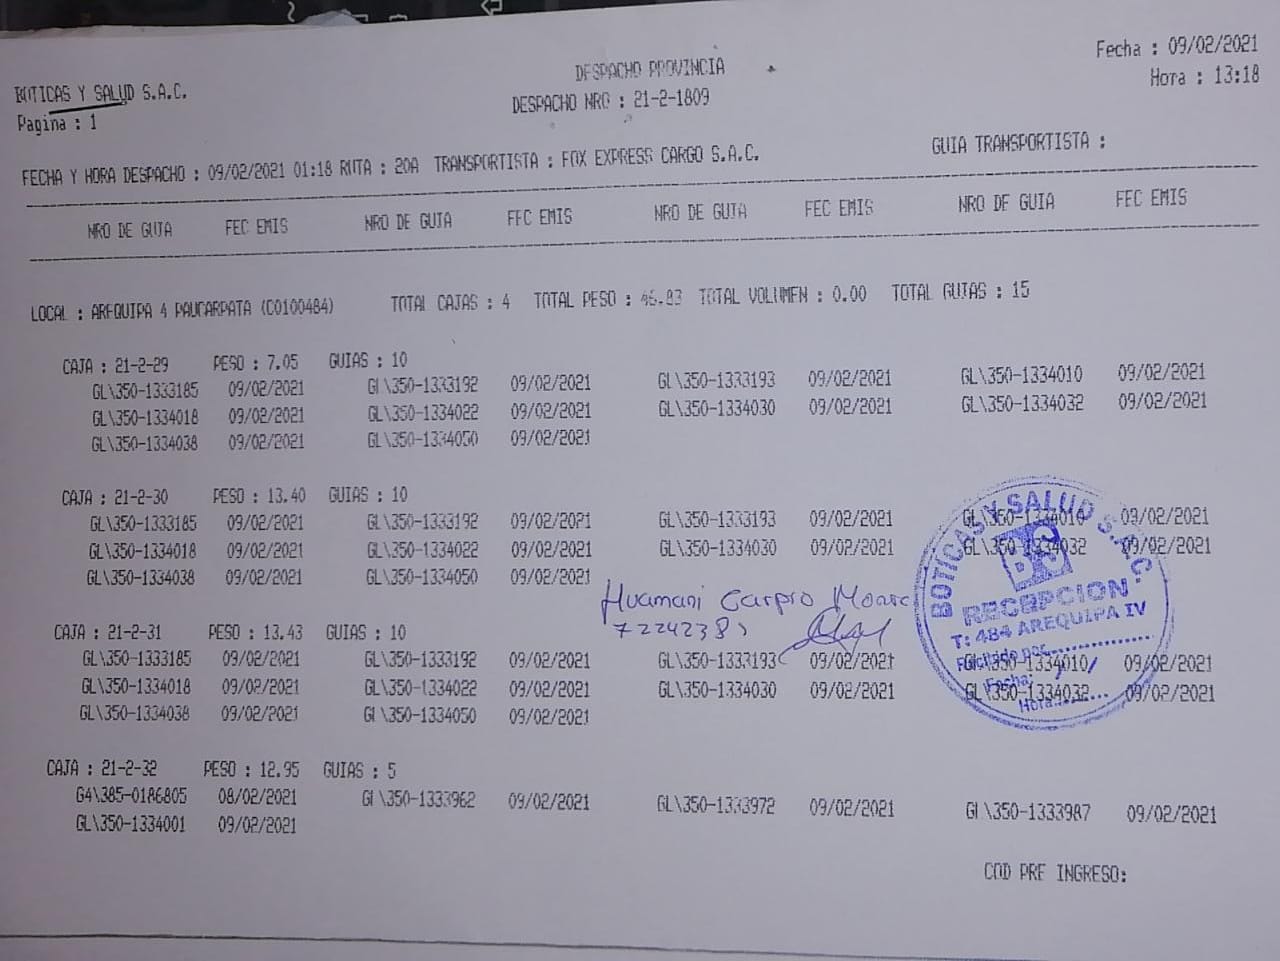 Fecha : 09/02/2021
Hora : 13:18
BOTICAS Y SALUD S.A.C.
Pagina : 1
DESPACHO PROVINCIA
DESPACHO NRO : 21-2-1809
FECHA Y HORA DESPACHO : 09/02/2021 01:18 RUTA : 20A TRANSPORTISTA : FOX EXPRESS CARGO S.A.C. GUIA TRANSPORTISTA :
NRO DE GUIA FEC EMIS NRO DE GUIA FEC EMIS NRO DE GUIA FEC EMIS NRO DE GUIA FEC EMIS
LOCAL : AREQUIPA 4 PAUCARPATA (C0100484) TOTAL CAJAS : 4 TOTAL PESO : 46.83 TOTAL VOLUMEN : 0.00 TOTAL GUIAS : 15
CAJA : 21-2-29 PESO : 7.05 GUIAS : 10
GL\350-1333185 09/02/2021 GL\350-1333192 09/02/2021 GL\350-1333193 09/02/2021 GL\350-1334010 09/02/2021
GL\350-1334018 09/02/2021 GL\350-1334022 09/02/2021 GL\350-1334030 09/02/2021 GL\350-1334032 09/02/2021
GL\350-1334038 09/02/2021 GL\350-1334050 09/02/2021
CAJA : 21-2-30 PESO : 13.40 GUIAS : 10
GL\350-1333185 09/02/2021 GL\350-1333192 09/02/2021 GL\350-1333193 09/02/2021 GL\350-1334010 09/02/2021
GL\350-1334018 09/02/2021 GL\350-1334022 09/02/2021 GL\350-1334030 09/02/2021 GL\350-1334032 09/02/2021
GL\350-1334038 09/02/2021 GL\350-1334050 09/02/2021
Huamani
BOTICAS Y SALUD S.A.C.
BS
RECEPCION
T: 484 AREQUIPA IV
Fecha:
Hora:
CAJA : 21-2-31 PESO : 13.43 GUIAS : 10
GL\350-1333185 09/02/2021 GL\350-1333192 09/02/2021 GL\350-1333193 09/02/2021 GL\350-1334010 09/02/2021
GL\350-1334018 09/02/2021 GL\350-1334022 09/02/2021 GL\350-1334030 09/02/2021 GL\350-1334032 09/02/2021
GL\350-1334038 09/02/2021 GL\350-1334050 09/02/2021
CAJA : 21-2-32 PESO : 12.95 GUIAS : 5
G4\385-0186805 08/02/2021 GL\350-1333962 09/02/2021 GL\350-1333972 09/02/2021 GL\350-1333987 09/02/2021
GL\350-1334001 09/02/2021
COD PRE INGRESO: